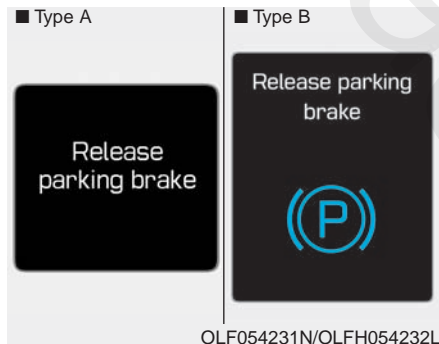 ■ Type A
■ Type B
Release
parking brake
Release parking
brake
P
OLF054231N/OLFH054232L